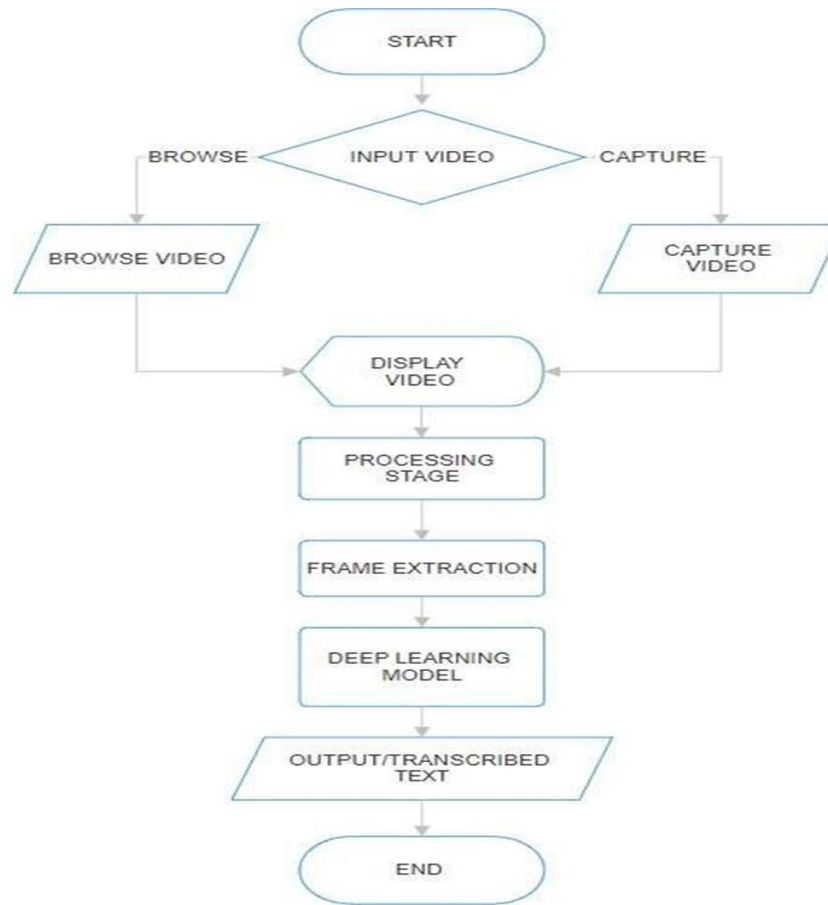 START
INPUT VIDEO
BROWSE
CAPTURE
BROWSE VIDEO
CAPTURE
VIDEO
DISPLAY
VIDEO
PROCESSING
STAGE
FRAME EXTRACTION
DEEP LEARNING
MODEL
OUTPUT/TRANSCRIBED
TEXT
END